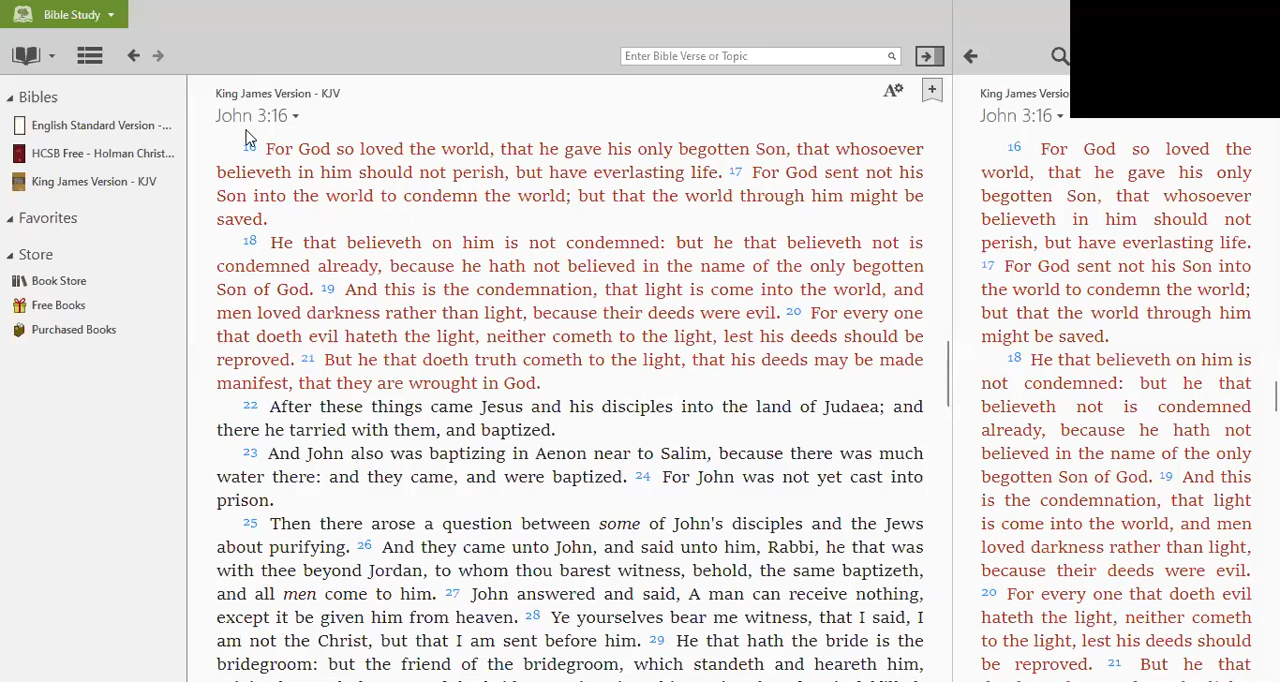 Bible Study
Enter Bible Verse or Topic
Bibles
English Standard Version -...
HCSB Free - Holman Christ...
King James Version - KJV
Favorites
Store
Book Store
Free Books
Purchased Books
King James Version - KJV
John 3:16
16 For God so loved the world, that he gave his only begotten Son, that whosoever
believeth in him should not perish, but have everlasting life. 17 For God sent not his
Son into the world to condemn the world; but that the world through him might be
saved.
18 He that believeth on him is not condemned: but he that believeth not is
condemned already, because he hath not believed in the name of the only begotten
Son of God. 19 And this is the condemnation, that light is come into the world, and
men loved darkness rather than light, because their deeds were evil. 20 For every one
that doeth evil hateth the light, neither cometh to the light, lest his deeds should be
reproved. 21 But he that doeth truth cometh to the light, that his deeds may be made
manifest, that they are wrought in God.
22 After these things came Jesus and his disciples into the land of Judaea; and
there he tarried with them, and baptized.
23 And John also was baptizing in Aenon near to Salim, because there was much
water there: and they came, and were baptized. 24 For John was not yet cast into
prison.
25 Then there arose a question between some of John's disciples and the Jews
about purifying. 26 And they came unto John, and said unto him, Rabbi, he that was
with thee beyond Jordan, to whom thou barest witness, behold, the same baptizeth,
and all men come to him. 27 John answered and said, A man can receive nothing,
except it be given him from heaven. 28 Ye yourselves bear me witness, that I said, I
am not the Christ, but that I am sent before him. 29 He that hath the bride is the
bridegroom: but the friend of the bridegroom, which standeth and heareth him,
King James Versio
John 3:16
16 For God so loved the
world, that he gave his only
begotten Son, that whosoever
believeth in him should not
perish, but have everlasting life.
17 For God sent not his Son into
the world to condemn the world;
but that the world through him
might be saved.
18 He that believeth on him is
not condemned: but he that
believeth not is condemned
already, because he hath not
believed in the name of the only
begotten Son of God. 19 And this
is the condemnation, that light
is come into the world, and men
loved darkness rather than light,
because their deeds were evil.
20 For every one that doeth evil
hateth the light, neither cometh
to the light, lest his deeds should
be reproved. 21 But he that